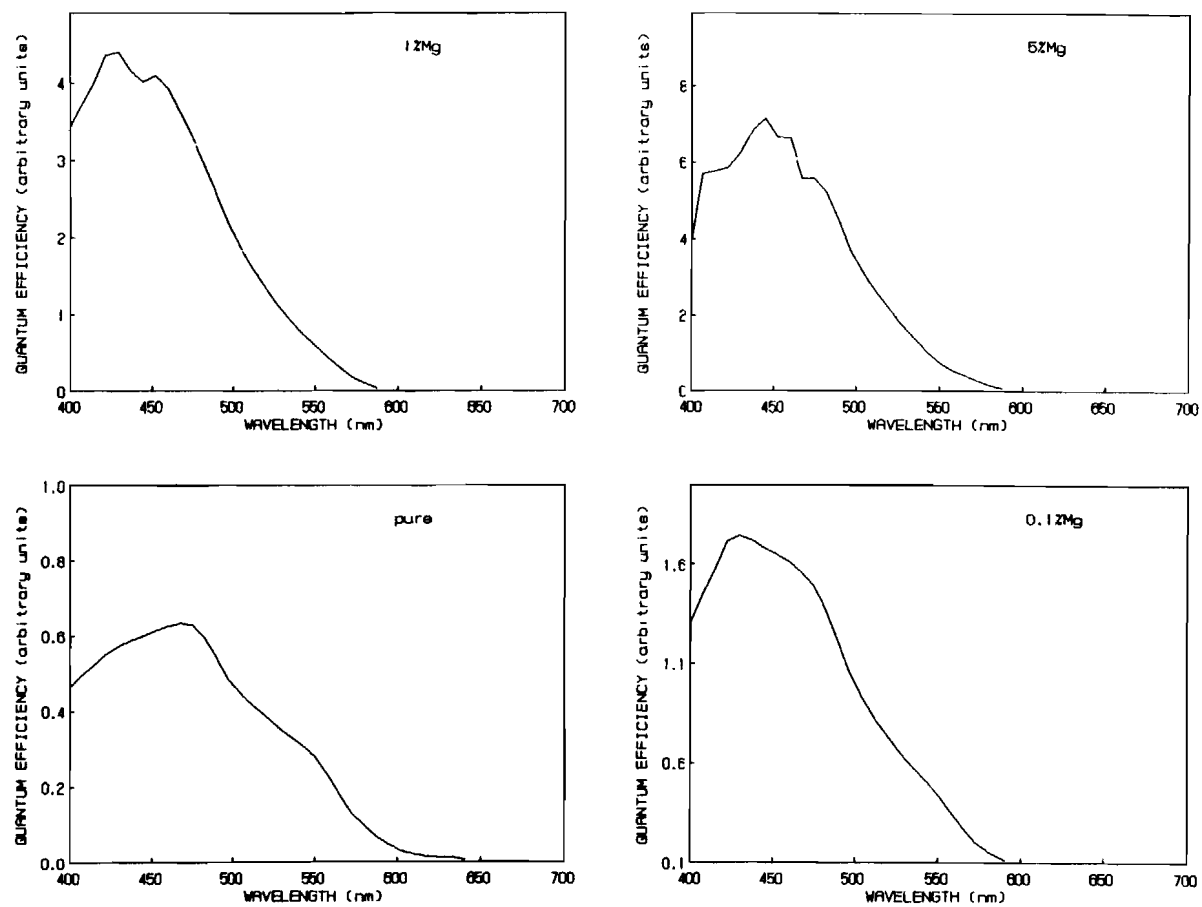 1%Mg
QUANTUM EFFICIENCY (arbitrary units)
4
3
2
1
0
400 450 500 550 600 650 700
WAVELENGTH (nm)
5%Mg
QUANTUM EFFICIENCY (arbitrary units)
8
6
4
2
0
400 450 500 550 600 650 700
WAVELENGTH (nm)
pure
QUANTUM EFFICIENCY (arbitrary units)
1.0
0.8
0.6
0.4
0.2
0.0
400 450 500 550 600 650 700
WAVELENGTH (nm)
0.1%Mg
QUANTUM EFFICIENCY (arbitrary units)
1.6
1.1
0.6
0.1
400 450 500 550 600 650 700
WAVELENGTH (nm)